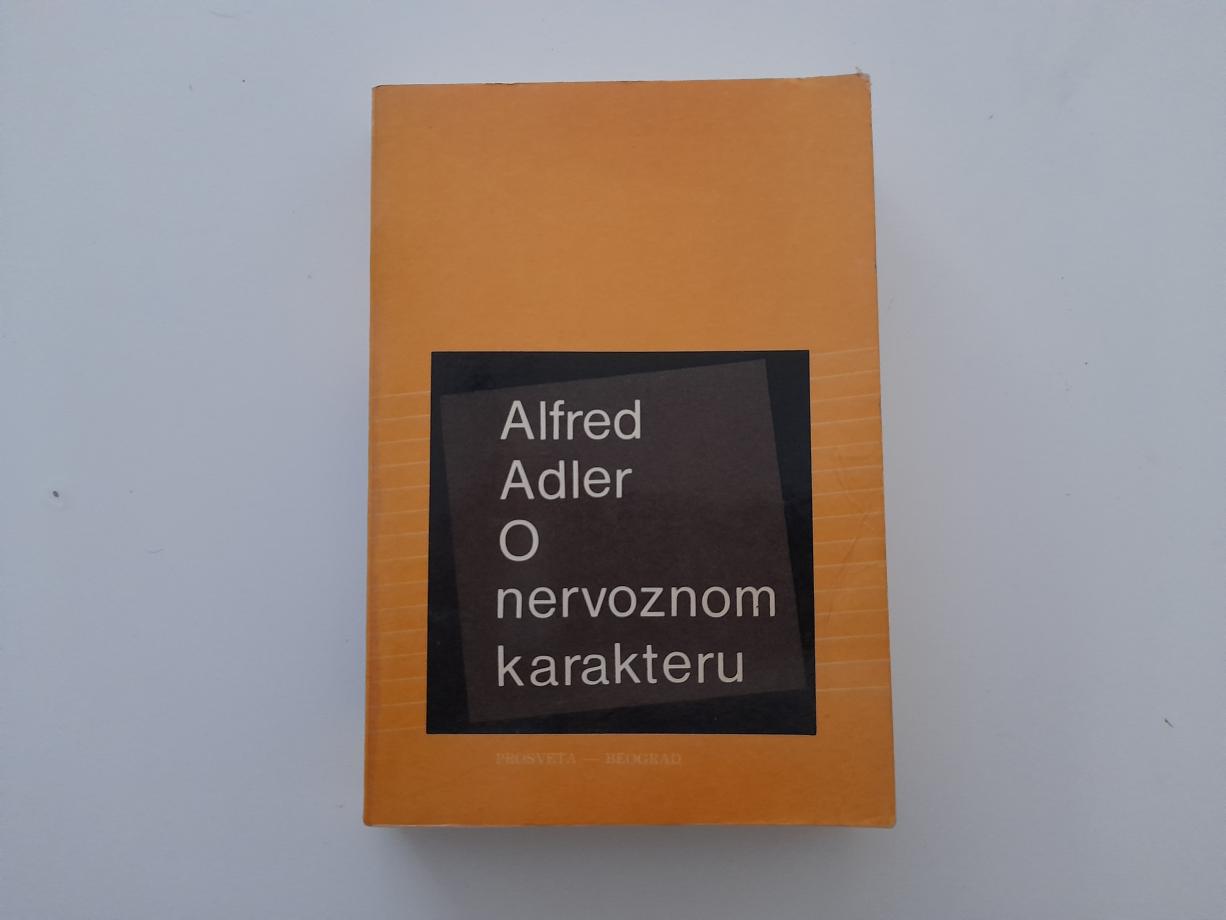 Alfred
Adler
O
nervoznom
karakteru
PROSVETA — BEOGRAD